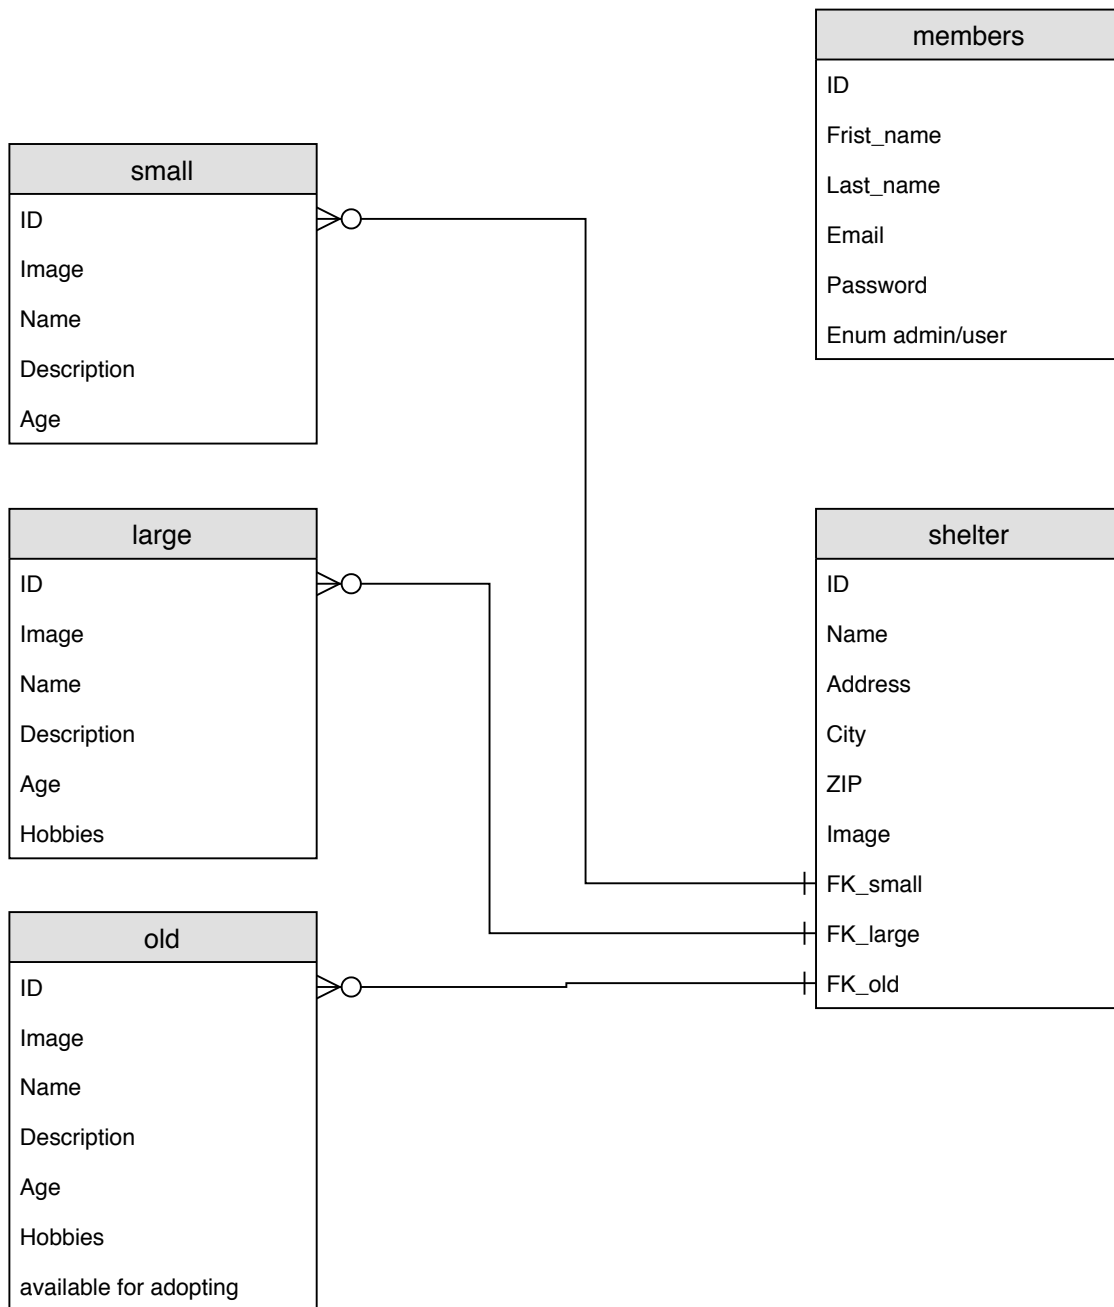 members
ID
Frist_name
Last_name
Email
Password
Enum admin/user
small
ID
Image
Name
Description
Age
large
ID
Image
Name
Description
Age
Hobbies
shelter
ID
Name
Address
City
ZIP
Image
FK_small
FK_large
FK_old
old
ID
Image
Name
Description
Age
Hobbies
available for adopting